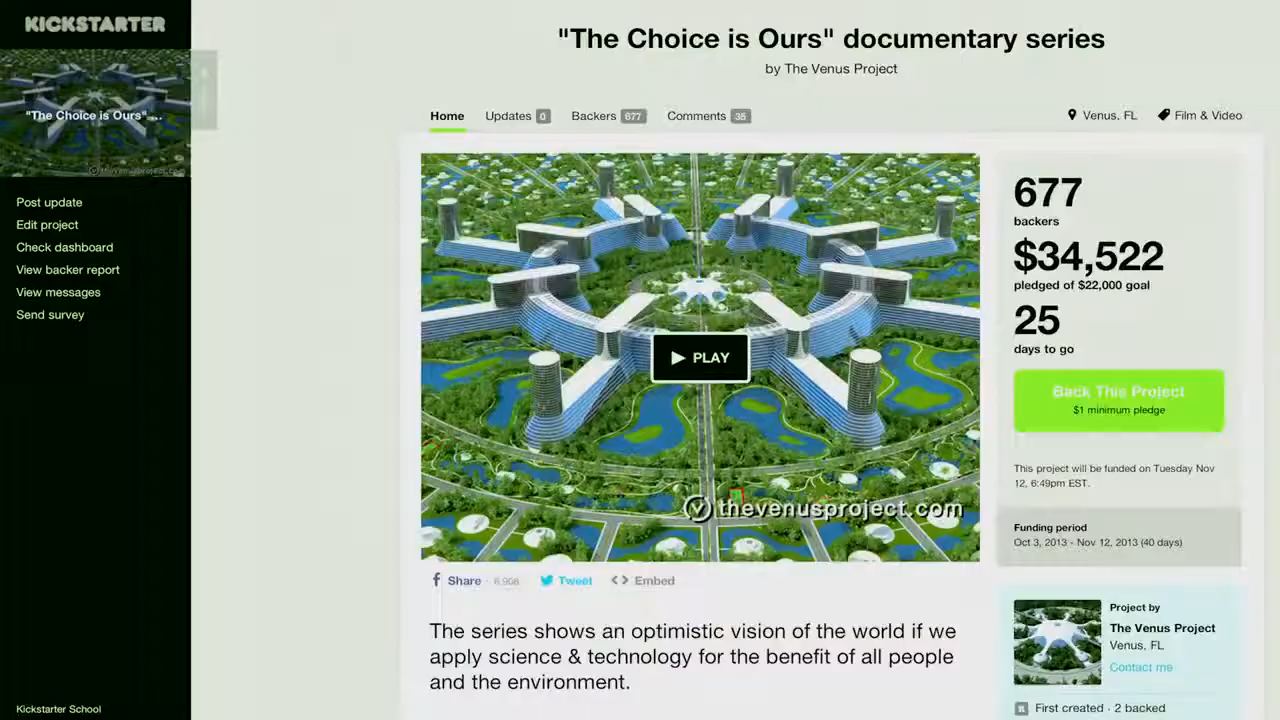 KICKSTARTER
"The Choice is Ours" ...
thevenusproject.com
Post update
Edit project
Check dashboard
View backer report
View messages
Send survey
Kickstarter School
"The Choice is Ours" documentary series
by The Venus Project
Home Updates 0 Backers 677 Comments 35
Venus, FL Film & Video
PLAY
thevenusproject.com
Share · 6,906 Tweet Embed
The series shows an optimistic vision of the world if we
apply science & technology for the benefit of all people
and the environment.
677
backers
$34,522
pledged of $22,000 goal
25
days to go
Back This Project
$1 minimum pledge
This project will be funded on Tuesday Nov
12, 6:49pm EST.
Funding period
Oct 3, 2013 - Nov 12, 2013 (40 days)
Project by
The Venus Project
Venus, FL
Contact me
First created · 2 backed